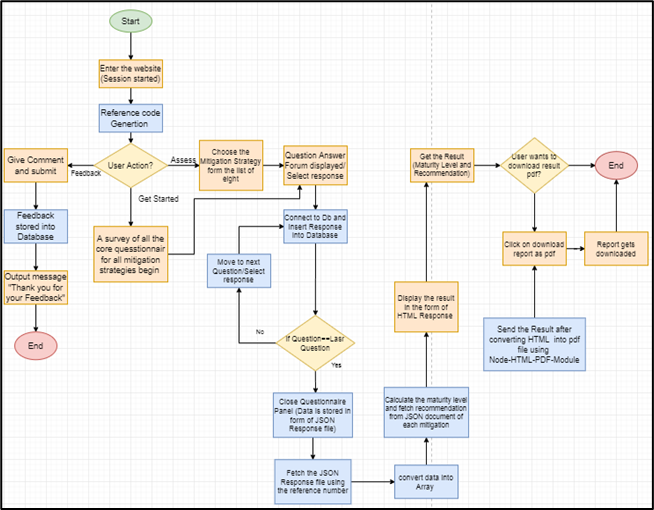 Start
Enter the website
(Session started)
Reference code
Genertion
User Action?
Feedback
Assess
Get Started
Give Comment
and submit
Feedback
stored into
Database
Output message
"Thank you for
your Feedback"
End
A survey of all the
core questionnair
for all mitigation
strategies begin
Choose the
Mitigation Strategy
form the list of
eight
Question Answer
Forum displayed/
Select response
Connect to Db and
Insert Response
into Database
Move to next
Question/Select
response
If Question==Lasr
Question
No
Yes
Close Questionnaire
Panel (Data is stored in
form of JSON
Response file)
Fetch the JSON
Response file using
the reference number
convert data into
Array
Calculate the maturity level
and fetch recommendation
from JSON document of
each mitigation
Display the result
in the form of
HTML Response
Get the Result
(Maturity Level and
Recommendation)
User wants to
download result
pdf?
End
Click on download
report as pdf
Report gets
downloaded
Send the Result after
converting HTML into pdf
file using
Node-HTML-PDF-Module